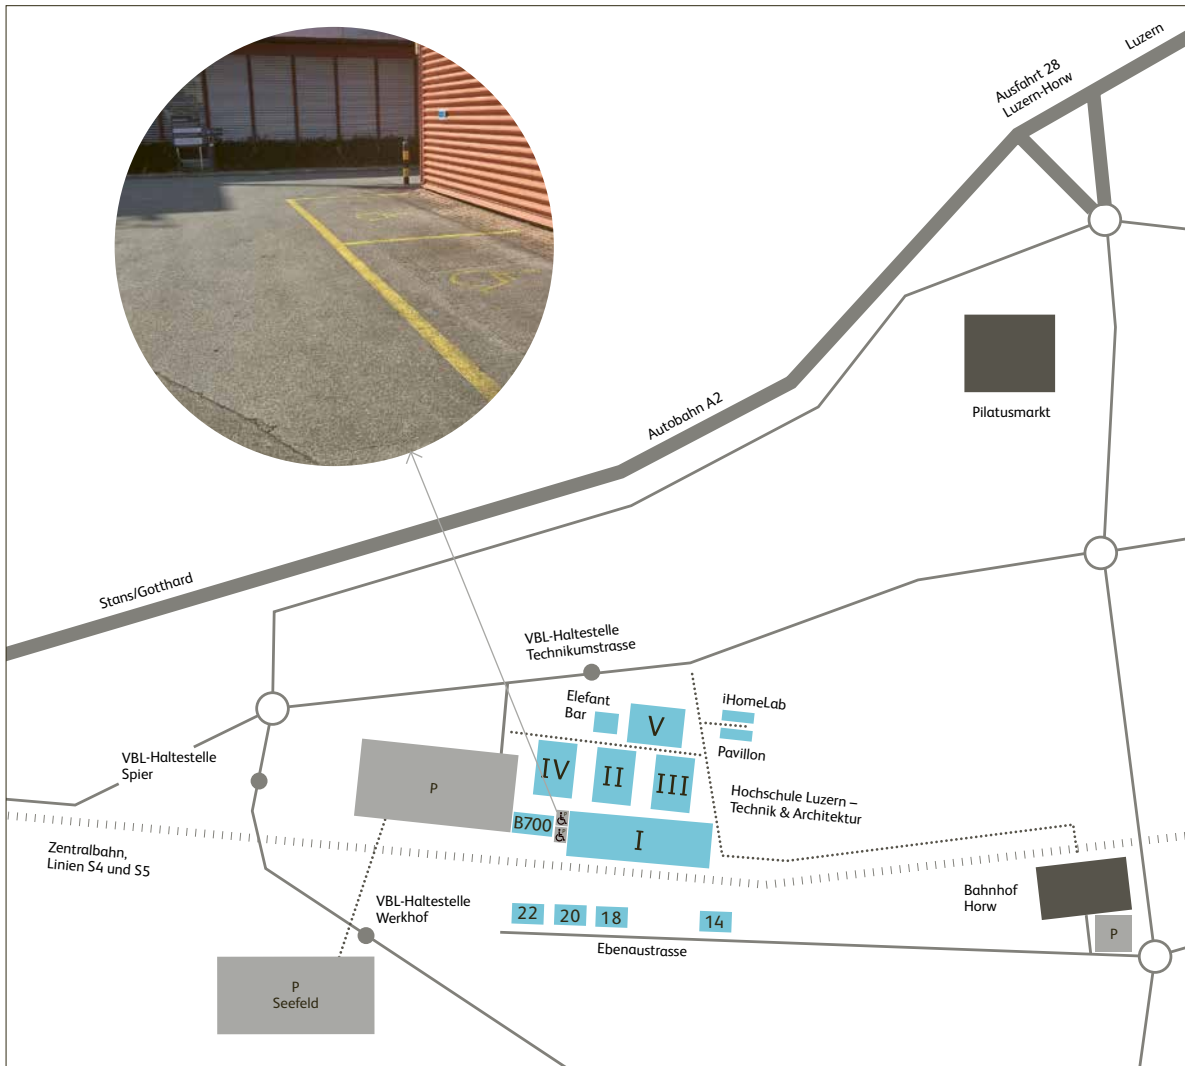 Luzern
Ausfahrt 28
Luzern-Horw
Pilatusmarkt
Autobahn A2
Stans/Gotthard
VBL-Haltestelle
Technikumstrasse
Elefant
Bar
V
iHomeLab
Pavillon
VBL-Haltestelle
Spier
P
IV
II
III
Hochschule Luzern –
Technik & Architektur
B700
I
Zentralbahn,
Linien S4 und S5
Bahnhof
Horw
P
VBL-Haltestelle
Werkhof
22
20
18
14
Ebenaustrasse
P
Seefeld